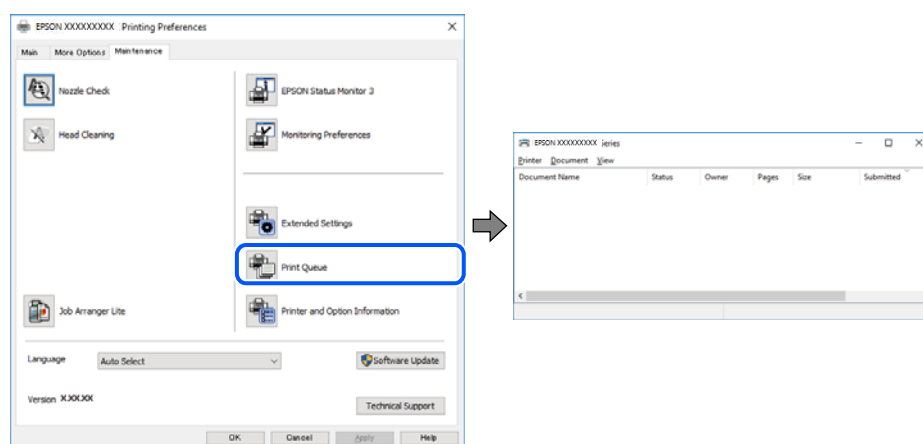 EPSON XXXXXXXXX Printing Preferences
Main More Options Maintenance
Nozzle Check
EPSON Status Monitor 3
Head Cleaning
Monitoring Preferences
Extended Settings
Print Queue
Job Arranger Lite
Printer and Option Information
Language Auto Select Software Update
Version X.XX.XX
Technical Support
OK Cancel Apply Help
EPSON XXXXXXXXX ieries
Printer Document View
Document Name Status Owner Pages Size Submitted